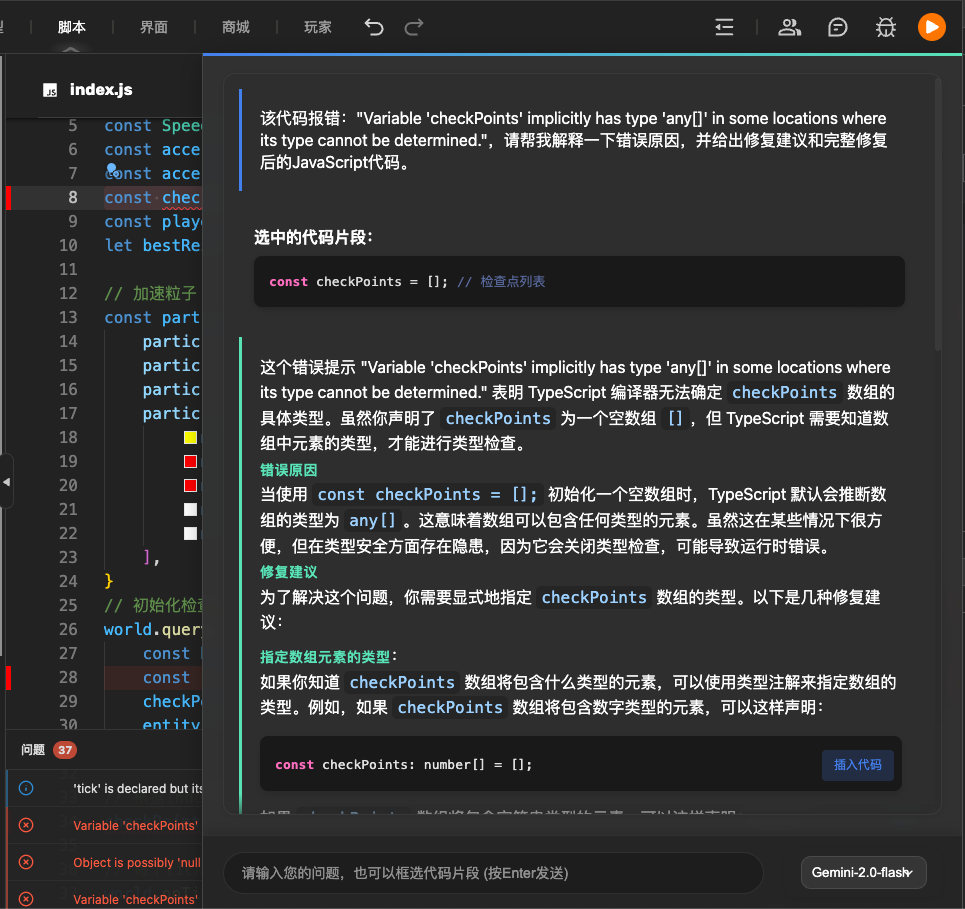 脚本
界面
商城
玩家
JS index.js
5 const Spee
6 const acce
7 const acce
8 const chec
9 const playe
10 let bestRe
11
12 // 加速粒子
13 const part
14 partic
15 partic
16 partic
17 partic
18
19
20
21
22
23 ],
24 }
25 // 初始化检查
26 world.query
27 const
28 const
29 checkPo
30 entity
问题 37
'tick' is declared but its
Variable 'checkPoints'
Object is possibly 'null
Variable 'checkPoints'
该代码报错："Variable 'checkPoints' implicitly has type 'any[]' in some locations where
its type cannot be determined."，请帮我解释一下错误原因，并给出修复建议和完整修复
后的JavaScript代码。
选中的代码片段：
const checkPoints = []; // 检查点列表
这个错误提示 "Variable 'checkPoints' implicitly has type 'any[]' in some locations where
its type cannot be determined." 表明 TypeScript 编译器无法确定 checkPoints 数组的
具体类型。虽然你声明了 checkPoints 为一个空数组 []，但 TypeScript 需要知道数
组中元素的类型，才能进行类型检查。
错误原因
当使用 const checkPoints = []; 初始化一个空数组时，TypeScript 默认会推断数
组的类型为 any[]。这意味着数组可以包含任何类型的元素。虽然这在某些情况下很方
便，但在类型安全方面存在隐患，因为它会关闭类型检查，可能导致运行时错误。
修复建议
为了解决这个问题，你需要显式地指定 checkPoints 数组的类型。以下是几种修复建
议：
指定数组元素的类型：
如果你知道 checkPoints 数组将包含什么类型的元素，可以使用类型注解来指定数组的
类型。例如，如果 checkPoints 数组将包含数字类型的元素，可以这样声明：
const checkPoints: number[] = [];
插入代码
请输入您的问题，也可以框选代码片段 (按Enter发送)
Gemini-2.0-flash